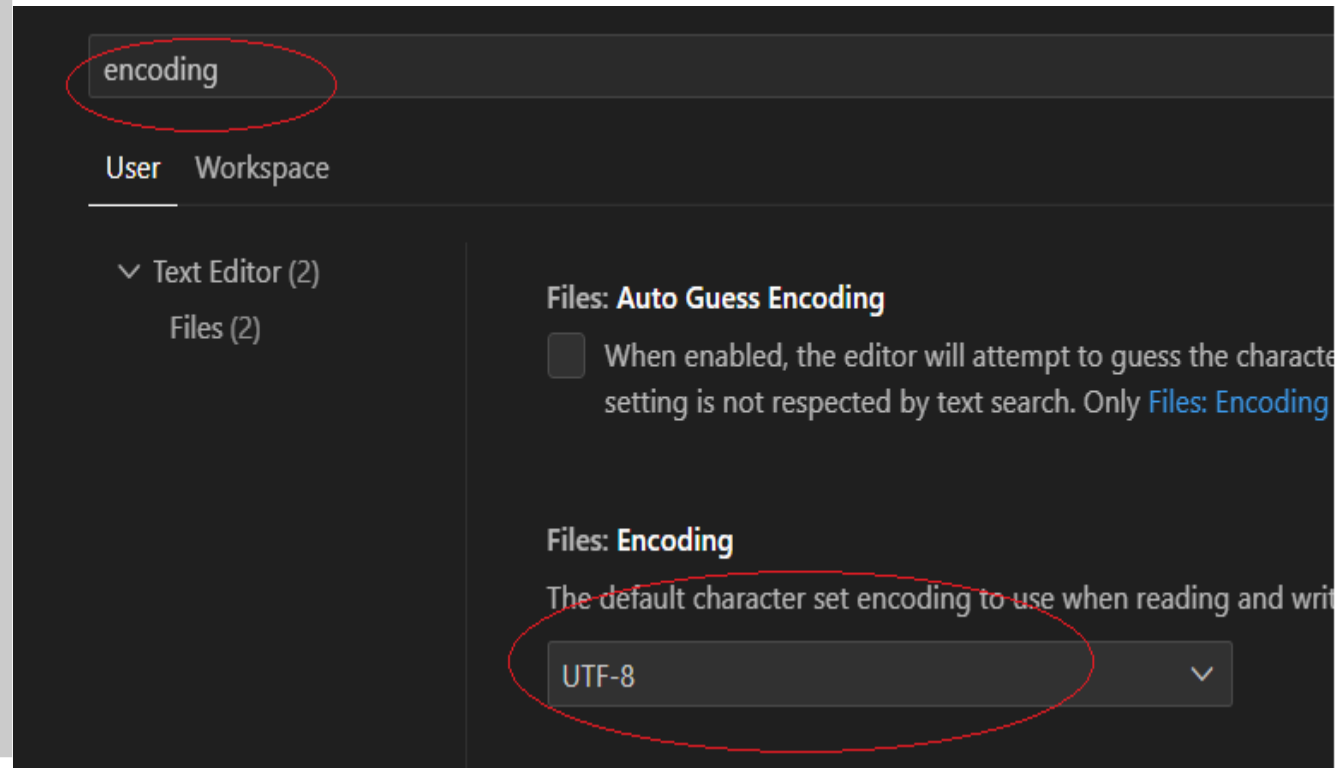 encoding
User Workspace
Text Editor (2)
Files (2)
Files: Auto Guess Encoding
When enabled, the editor will attempt to guess the
setting is not respected by text search. Only Files: Encoding
Files: Encoding
The default character set encoding to use when reading and
UTF-8